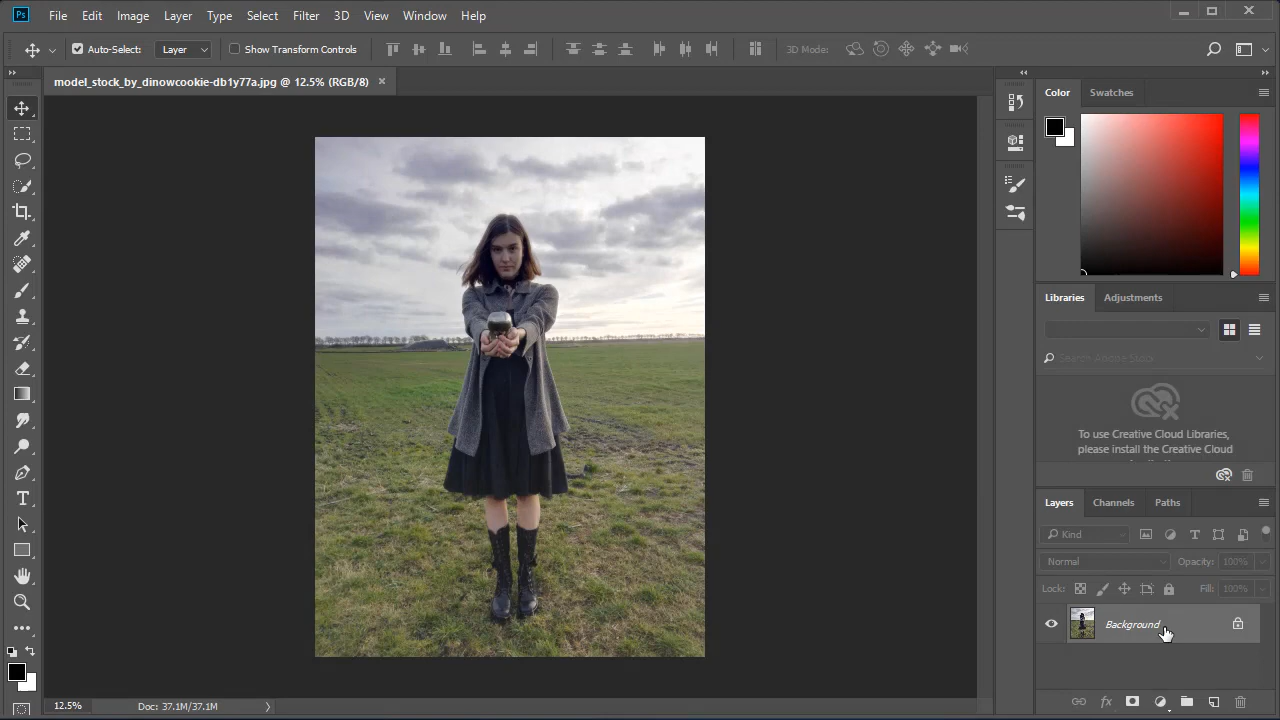 Ps File Edit Image Layer Type Select Filter 3D View Window Help
Auto-Select: Layer Show Transform Controls 3D Mode:
model_stock_by_dinowcookie-db1y77a.jpg @ 12.5% (RGB/8) ×
Color Swatches
Libraries Adjustments
Search Adobe Stock
To use Creative Cloud Libraries,
please install the Creative Cloud
Layers Channels Paths
Kind
Normal Opacity: 100%
Lock: Fill: 100%
Background
12.5% Doc: 37.1M/37.1M